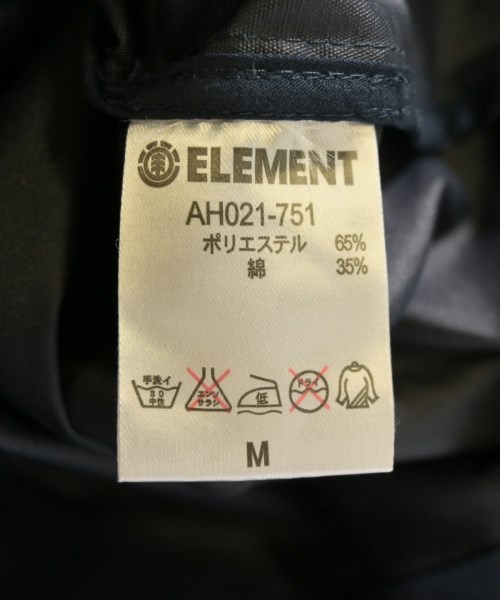 ELEMENT
AH021-751
ポリエステル 65%
綿 35%
手洗イ 30 中性
エンソ サラシ
低
ドライ
M